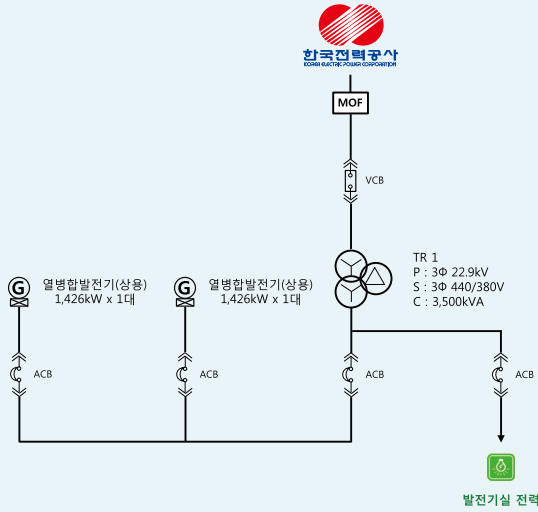 한국전력공사
KOREA ELECTRIC POWER CORPORATION
MOF
VCB
TR 1
P : 3Φ 22.9kV
S : 3Φ 440/380V
C : 3,500kVA
G
열병합발전기(상용)
1,426kW x 1대
G
열병합발전기(상용)
1,426kW x 1대
ACB
ACB
ACB
ACB
발전기실 전력